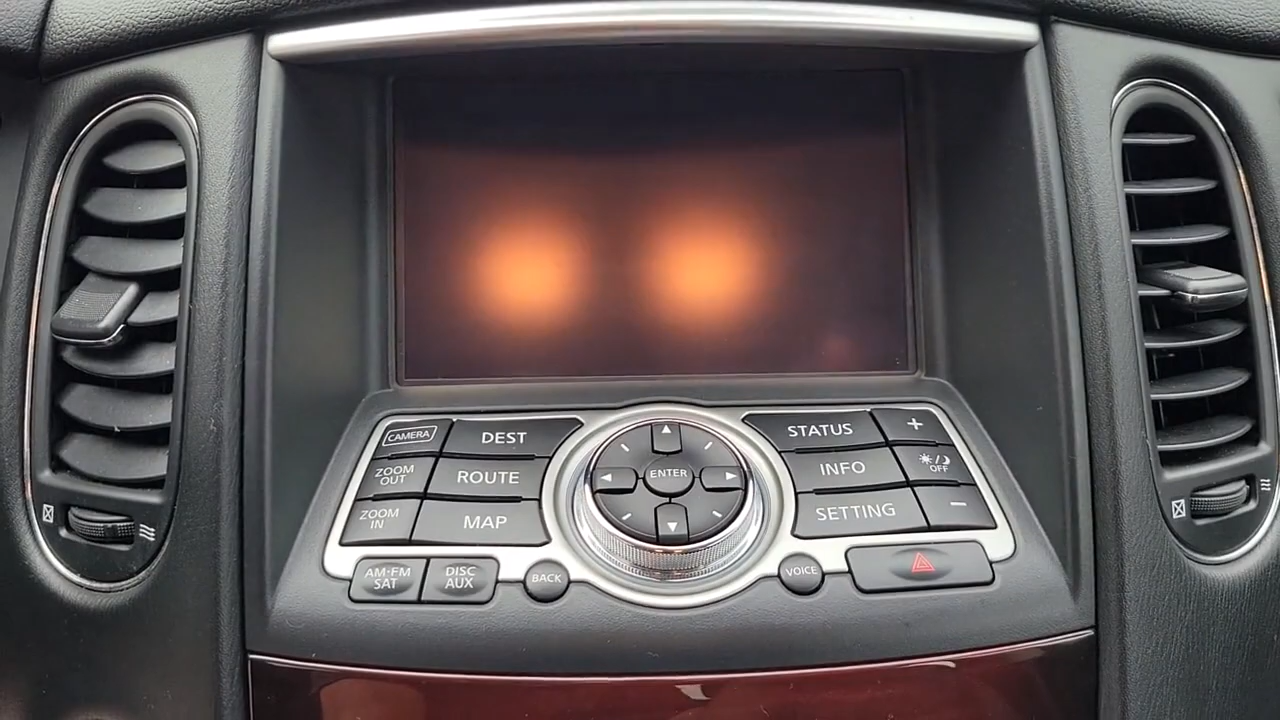 CAMERA
DEST
ZOOM
OUT
ROUTE
ZOOM
IN
MAP
ENTER
STATUS
+
INFO
OFF
SETTING
−
AM·FM
SAT
DISC
AUX
BACK
VOICE